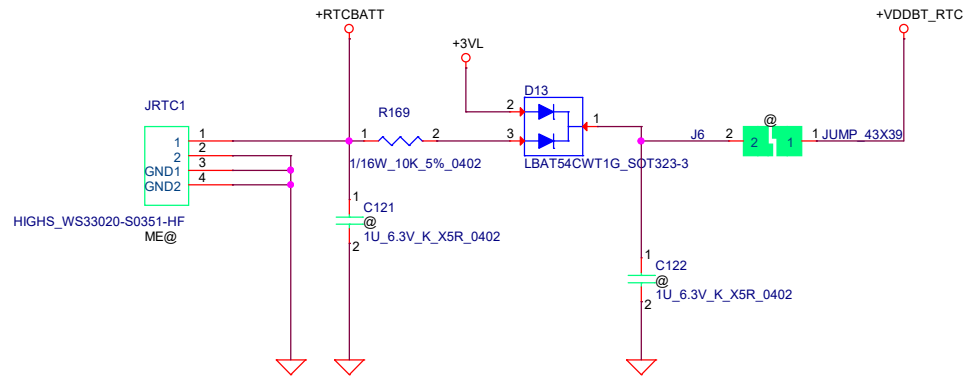 +RTCBATT
+VDDBT_RTC
+3VL
JRTC1
R169
D13
1
2
GND1
GND2
1
2
3
4
1
2
1/16W_10K_5%_0402
2
3
1
LBAT54CWT1G_SOT323-3
J6
2
@
2
1
1
JUMP_43X39
HIGHS_WS33020-S0351-HF
ME@
1
C121
@
1U_6.3V_K_X5R_0402
2
1
C122
@
1U_6.3V_K_X5R_0402
2